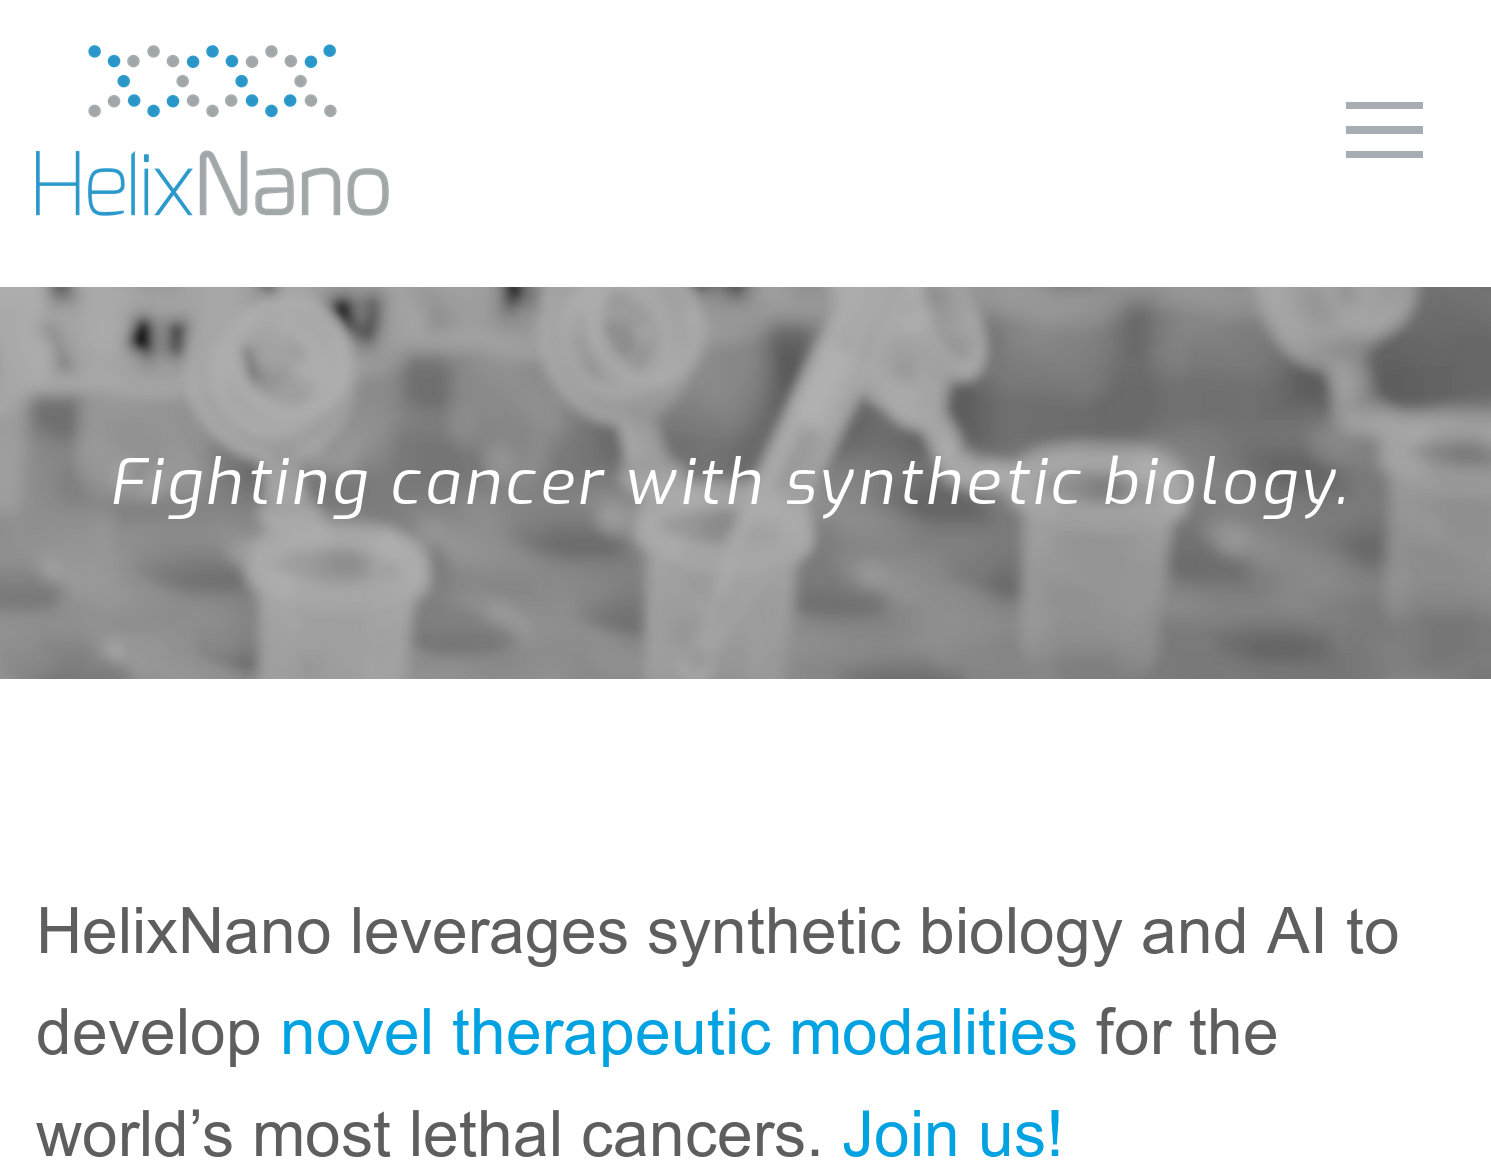 HelixNano
Fighting cancer with synthetic biology.
HelixNano leverages synthetic biology and AI to
develop novel therapeutic modalities for the
world’s most lethal cancers. Join us!